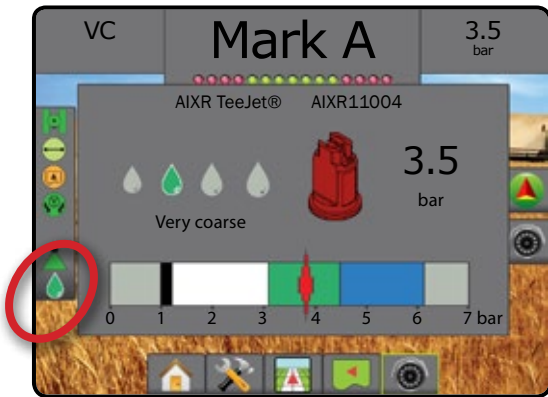 VC
Mark A
3.5
bar
AIXR TeeJet® AIXR11004
3.5
bar
Very coarse
0 1 2 3 4 5 6 7 bar